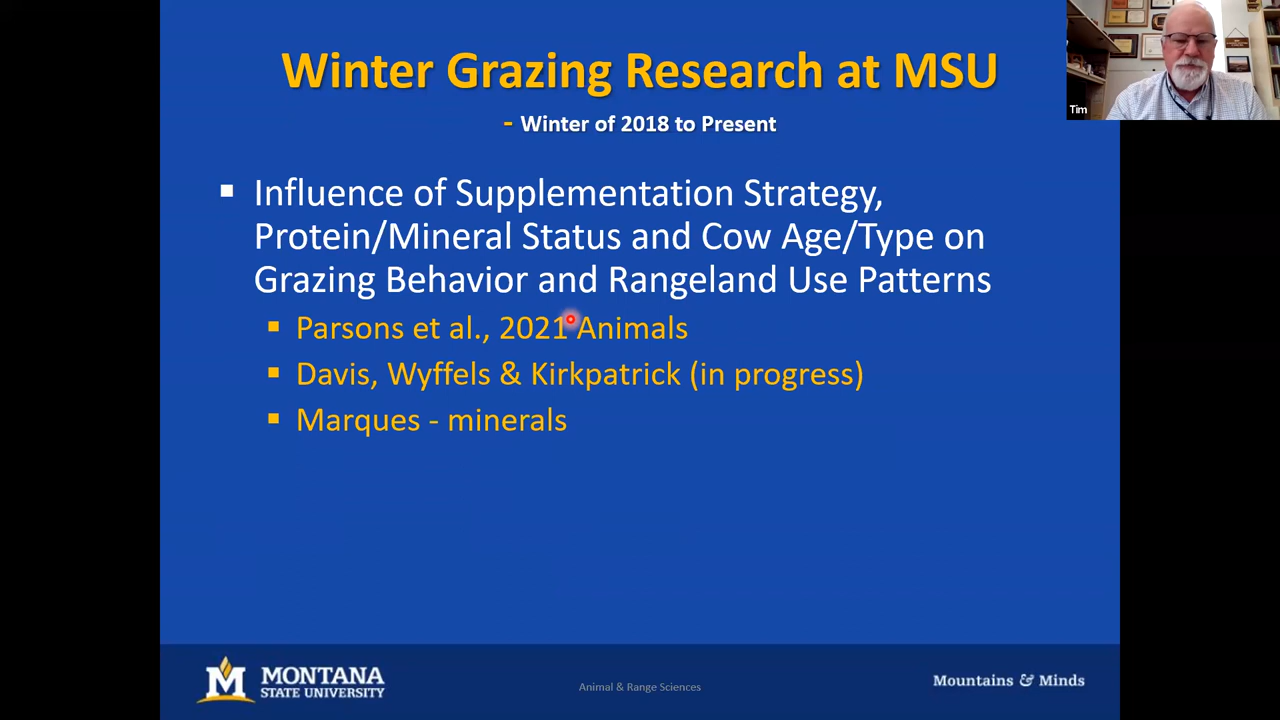 Winter Grazing Research at MSU
- Winter of 2018 to Present
Tim
▪ Influence of Supplementation Strategy,
Protein/Mineral Status and Cow Age/Type on
Grazing Behavior and Rangeland Use Patterns
▪ Parsons et al., 2021 Animals
▪ Davis, Wyffels & Kirkpatrick (in progress)
▪ Marques - minerals
M MONTANA
STATE UNIVERSITY
Animal & Range Sciences
Mountains & Minds